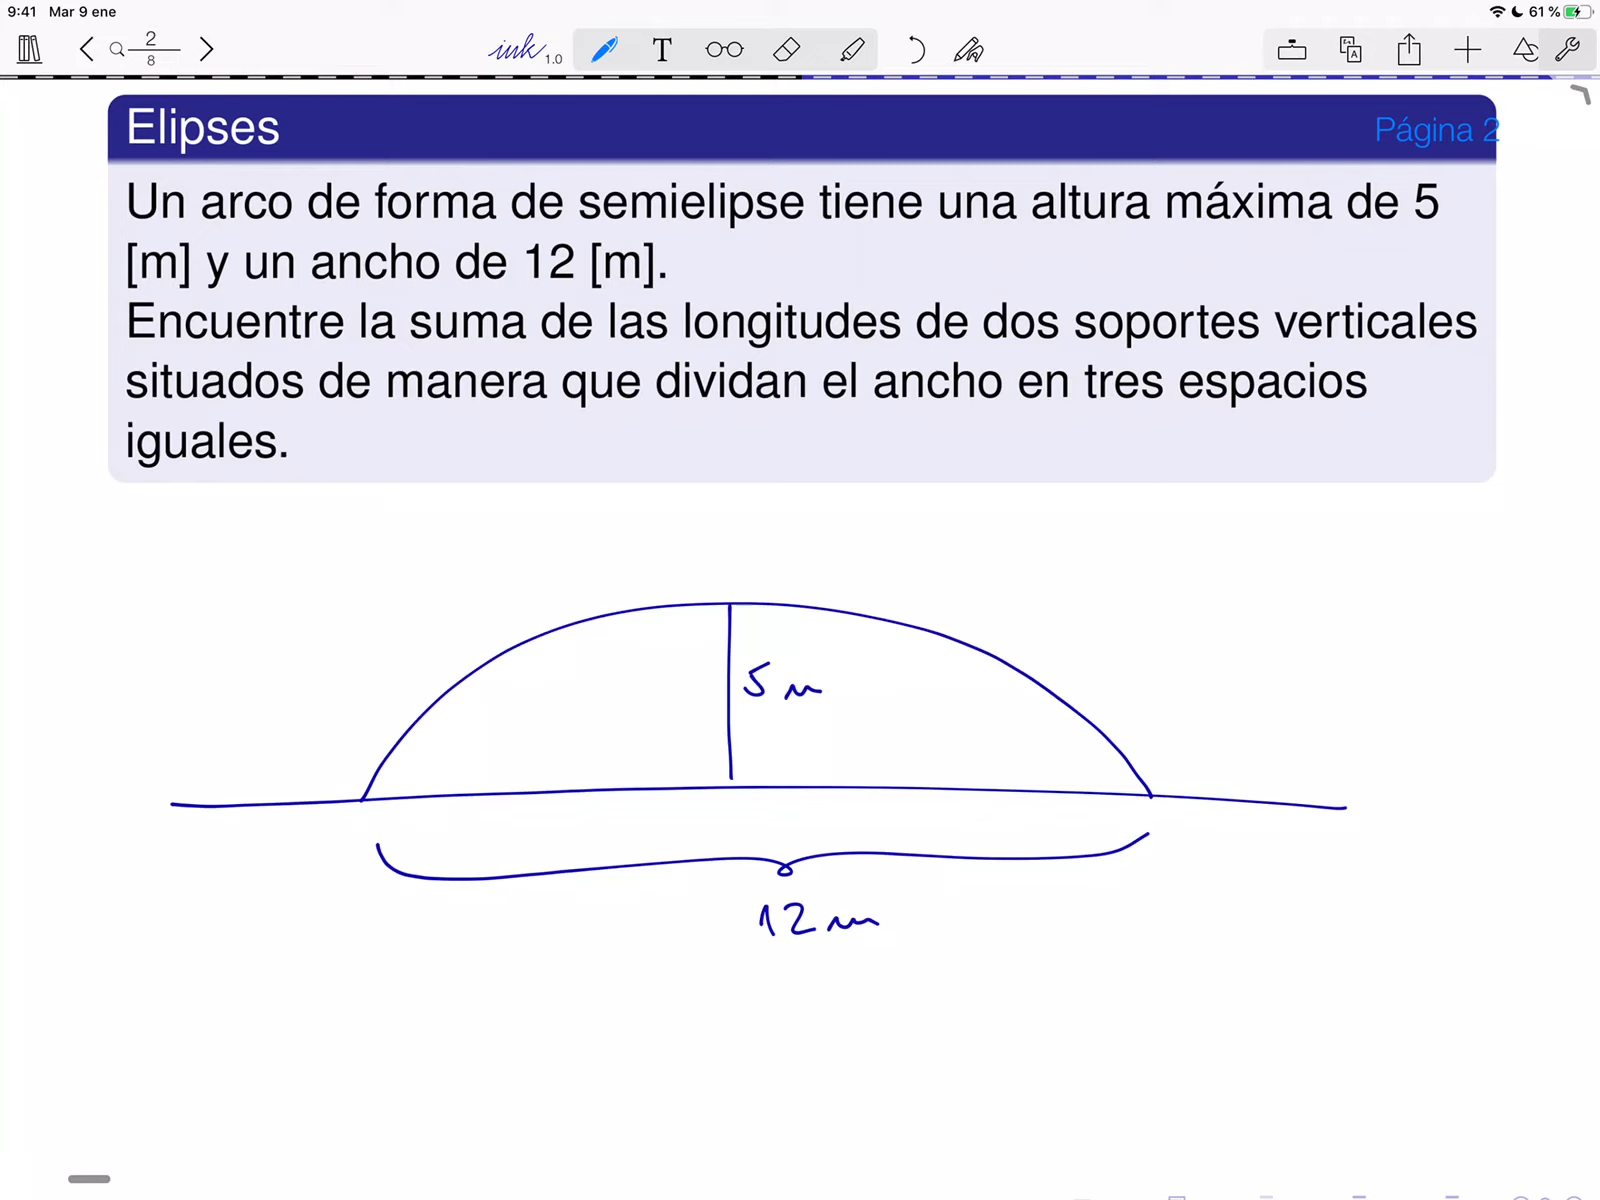 9:41 Mar 9 ene
61 %
2
8
ink 1.0
T
A
Elipses
Página 2
Un arco de forma de semielipse tiene una altura máxima de 5
[m] y un ancho de 12 [m].
Encuentre la suma de las longitudes de dos soportes verticales
situados de manera que dividan el ancho en tres espacios
iguales.
5 m
12 m